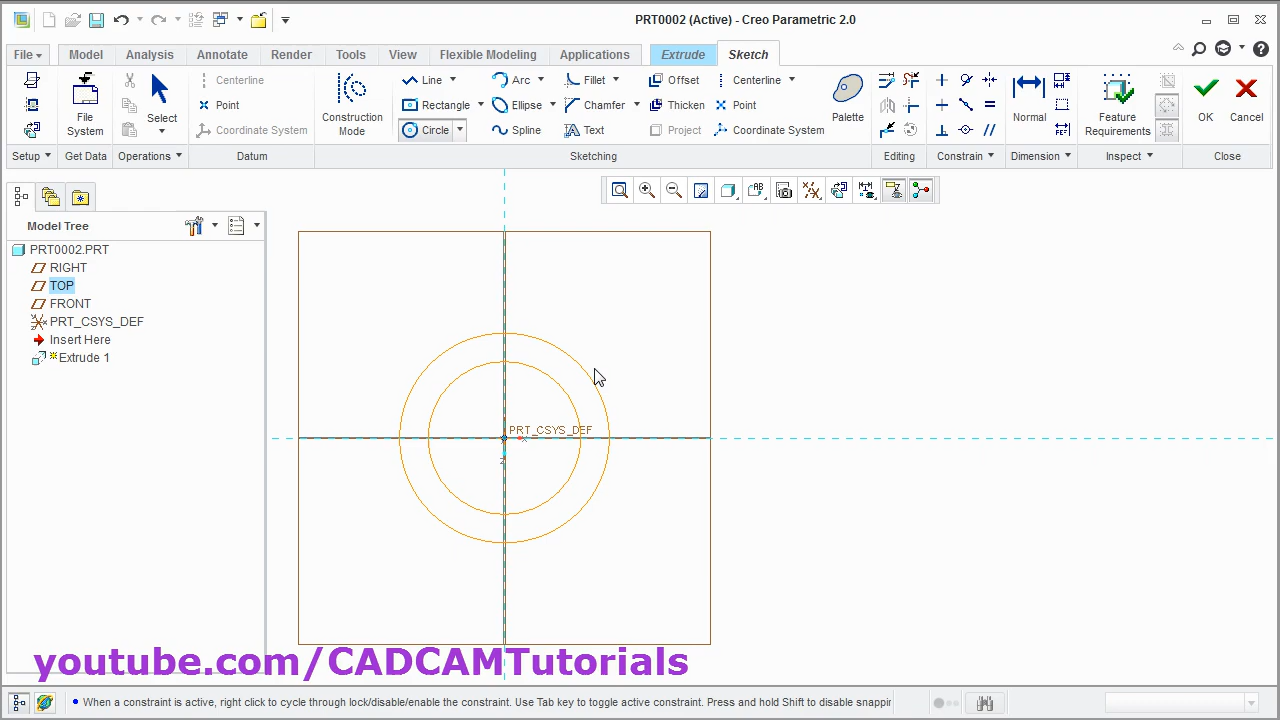 PRT0002 (Active) - Creo Parametric 2.0
File Model Analysis Annotate Render Tools View Flexible Modeling Applications Extrude Sketch
File System
Select
Centerline
Point
Coordinate System
Construction Mode
Line Arc Fillet Offset Centerline
Rectangle Ellipse Chamfer Thicken Point
Circle Spline Text Project Coordinate System
Palette
Normal
Feature Requirements
OK
Cancel
Setup Get Data Operations Datum Sketching Editing Constrain Dimension Inspect Close
Model Tree
PRT0002.PRT
RIGHT
TOP
FRONT
PRT_CSYS_DEF
Insert Here
Extrude 1
PRT_CSYS_DEF
X
Z
youtube.com/CADCAMTutorials
When a constraint is active, right click to cycle through lock/disable/enable the constraint. Use Tab key to toggle active constraint. Press and hold Shift to disable snappin